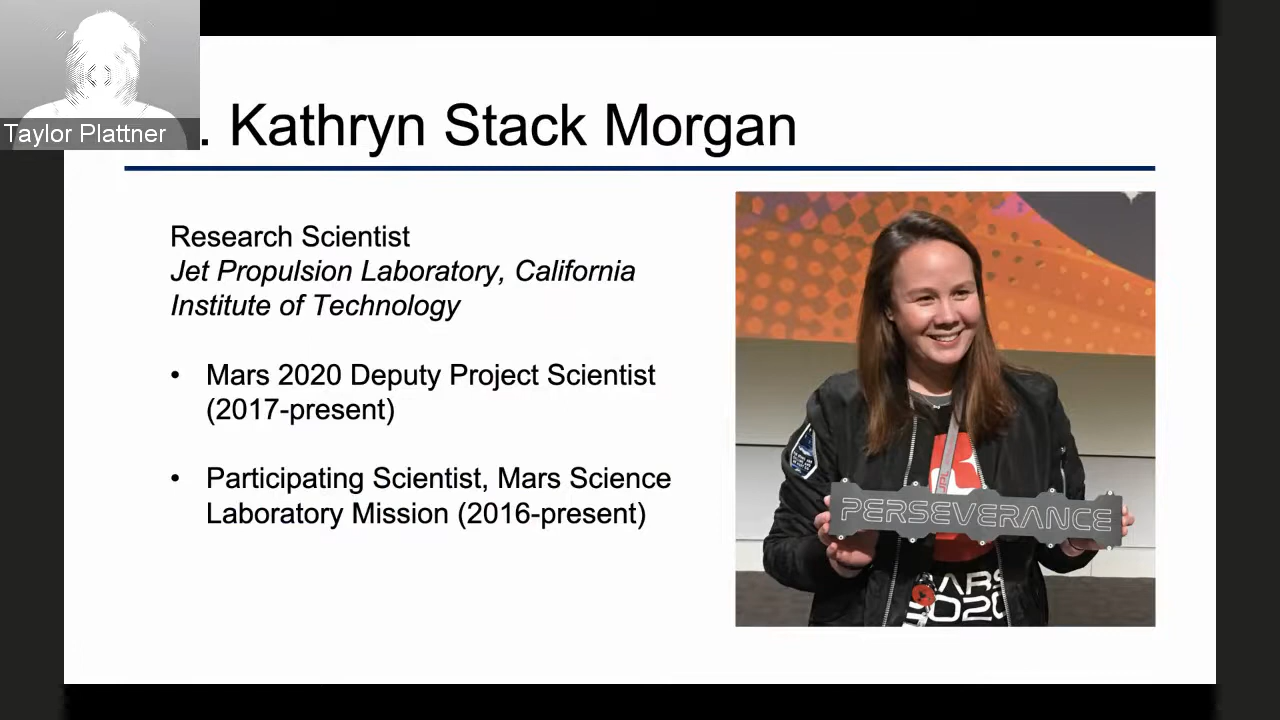 Taylor Plattner
. Kathryn Stack Morgan
Research Scientist
Jet Propulsion Laboratory, California
Institute of Technology
• Mars 2020 Deputy Project Scientist
(2017-present)
• Participating Scientist, Mars Science
Laboratory Mission (2016-present)
JPL
PERSEVERANCE
MARS
2020